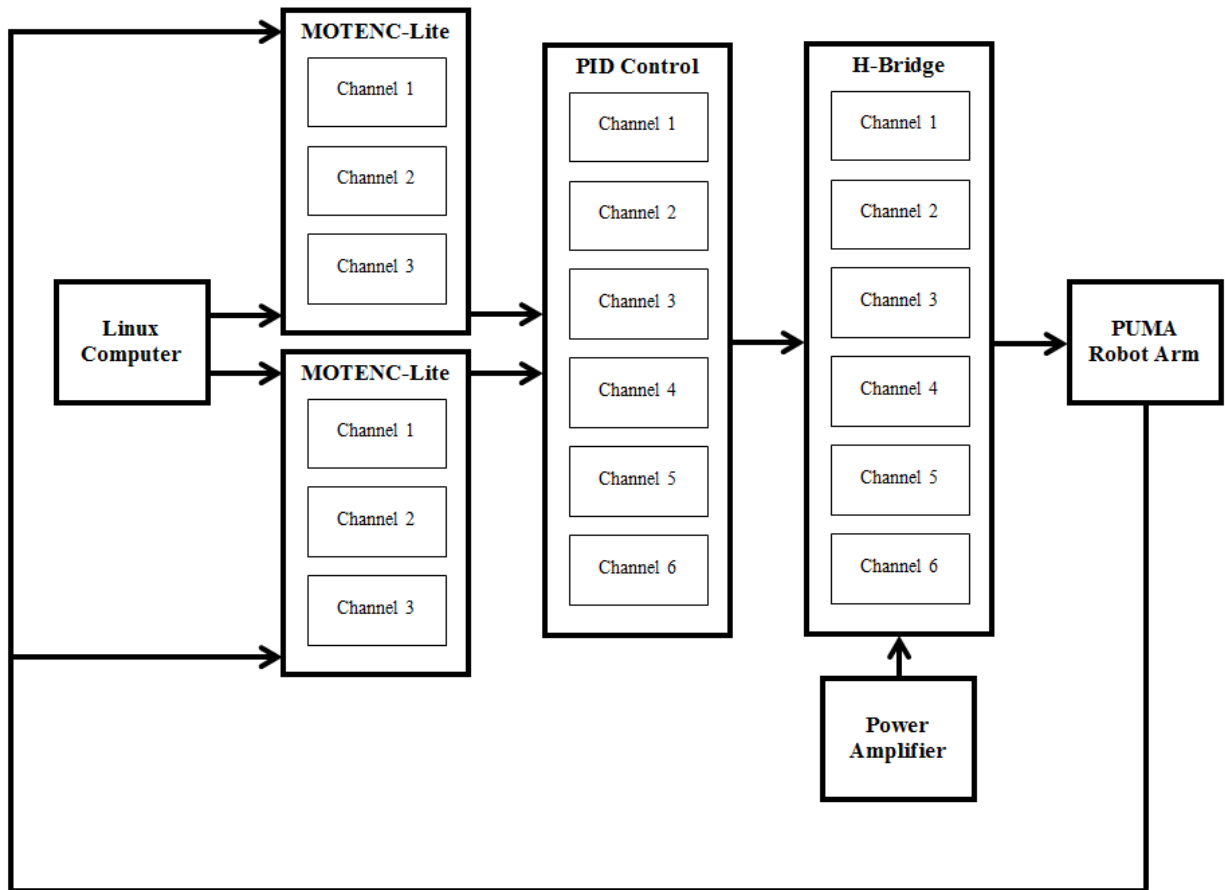 MOTENC-Lite
Channel 1
Channel 2
Channel 3
Linux
Computer
MOTENC-Lite
Channel 1
Channel 2
Channel 3
PID Control
Channel 1
Channel 2
Channel 3
Channel 4
Channel 5
Channel 6
H-Bridge
Channel 1
Channel 2
Channel 3
Channel 4
Channel 5
Channel 6
PUMA
Robot Arm
Power
Amplifier